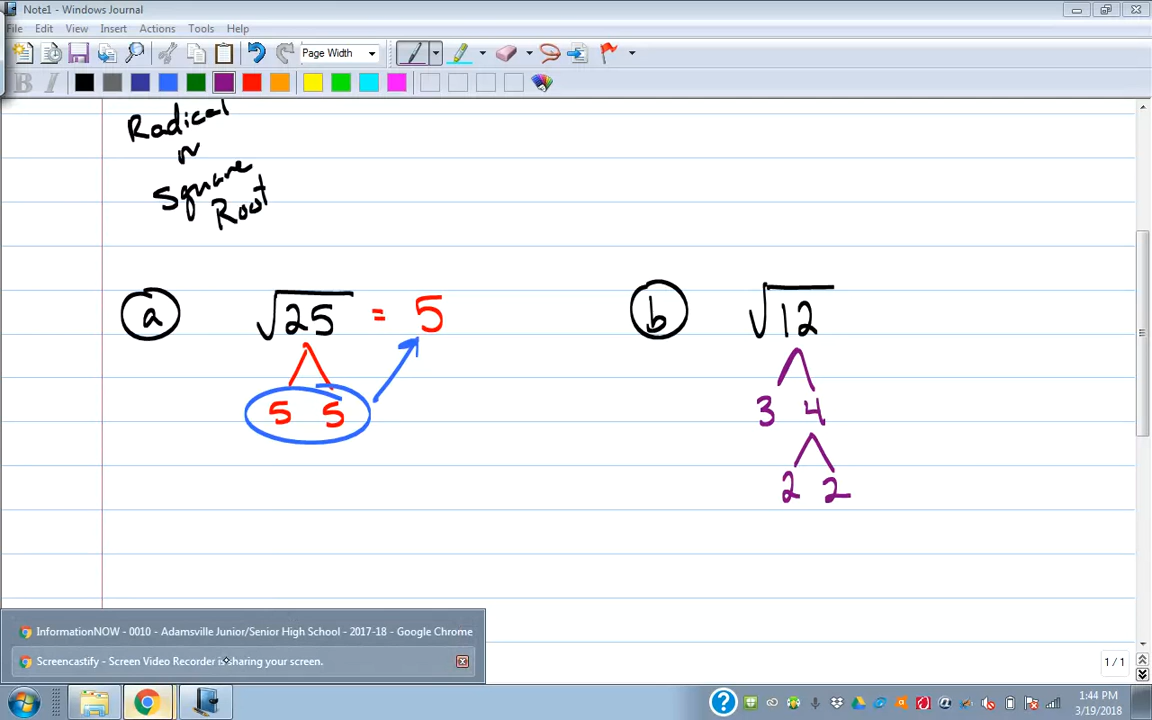 Note1 - Windows Journal
File Edit View Insert Actions Tools Help
Page Width
B I
Radical
or
Square
Root
a √25 = 5
b √12
5 5
3 4
2 2
InformationNOW - 0010 - Adamsville Junior/Senior High School - 2017-18 - Google Chrome
Screencastify - Screen Video Recorder is sharing your screen.
1 / 1
1:44 PM
3/19/2018